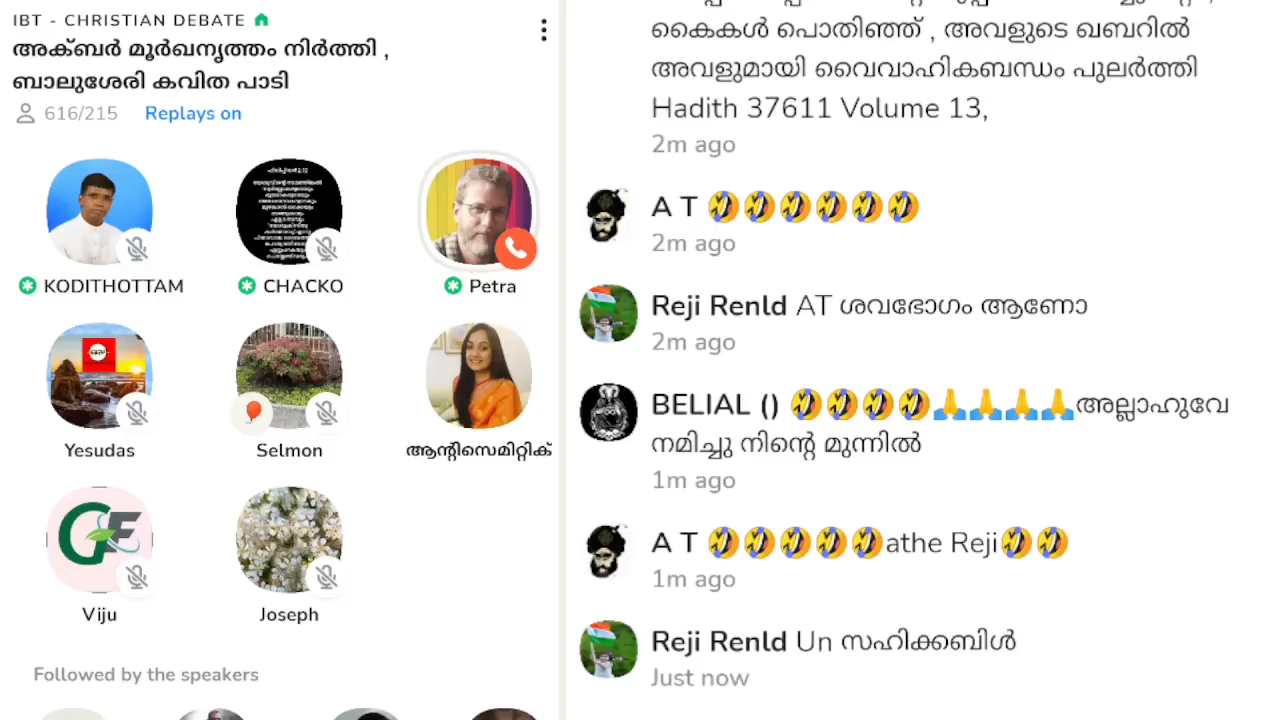 IBT - CHRISTIAN DEBATE
അക്ബർ മൂർഖനൃത്തം നിർത്തി ,
ബാലുശേരി കവിത പാടി
616/215 Replays on
KODITHOTTAM
CHACKO
Petra
Yesudas
Selmon
ആന്റിസെമിറ്റിക്
Viju
Joseph
Followed by the speakers
കൈകൾ പൊതിഞ്ഞ് , അവളുടെ ഖബറിൽ
അവളുമായി വൈവാഹികബന്ധം പുലർത്തി
Hadith 37611 Volume 13,
2m ago
A T 🤣🤣🤣🤣🤣🤣
2m ago
Reji Renld AT ശവഭോഗം ആണോ
2m ago
BELIAL () 🤣🤣🤣🤣🙏🙏🙏🙏അല്ലാഹുവേ
നമിച്ചു നിന്റെ മുന്നിൽ
1m ago
A T 🤣🤣🤣🤣🤣athe Reji🤣🤣
1m ago
Reji Renld Un സഹിക്കബിൾ
Just now